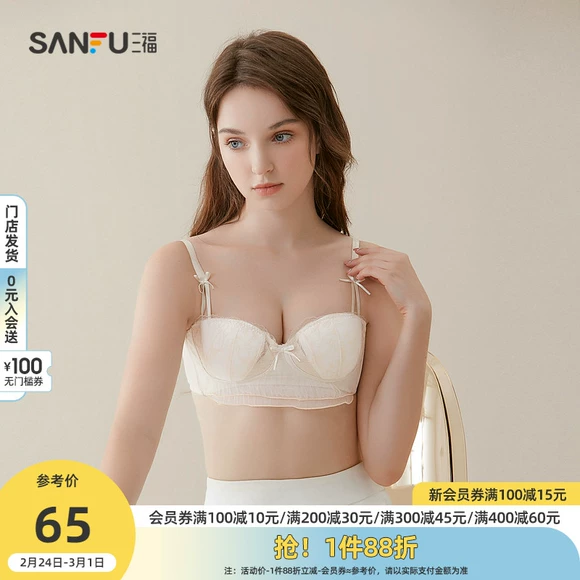 SANFU三福
门店发货
0元入会送
¥100
无门槛券
参考价
65
2月24日-3月1日
新会员券满100减15元
会员券满100减10元/满200减30元/满300减45元/满400减60元
抢！1件88折
注：活动价-1件88折立减-会员券≈参考价，请以实际支付金额为准